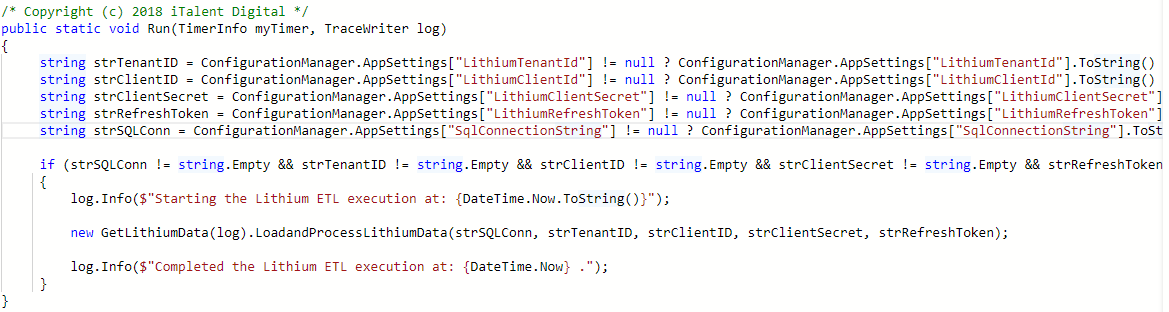 /* Copyright (c) 2018 iTalent Digital */
public static void Run(TimerInfo myTimer, TraceWriter log)
{
string strTenantID = ConfigurationManager.AppSettings["LithiumTenantId"] != null ? ConfigurationManager.AppSettings["LithiumTenantId"].ToString()
string strClientID = ConfigurationManager.AppSettings["LithiumClientId"] != null ? ConfigurationManager.AppSettings["LithiumClientId"].ToString()
string strClientSecret = ConfigurationManager.AppSettings["LithiumClientSecret"] != null ? ConfigurationManager.AppSettings["LithiumClientSecret"]
string strRefreshToken = ConfigurationManager.AppSettings["LithiumRefreshToken"] != null ? ConfigurationManager.AppSettings["LithiumRefreshToken"]
string strSQLConn = ConfigurationManager.AppSettings["SqlConnectionString"] != null ? ConfigurationManager.AppSettings["SqlConnectionString"].ToSt
if (strSQLConn != string.Empty && strTenantID != string.Empty && strClientID != string.Empty && strClientSecret != string.Empty && strRefreshToken
{
log.Info($"Starting the Lithium ETL execution at: {DateTime.Now.ToString()}");
new GetLithiumData(log).LoadandProcessLithiumData(strSQLConn, strTenantID, strClientID, strClientSecret, strRefreshToken);
log.Info($"Completed the Lithium ETL execution at: {DateTime.Now} .");
}
}